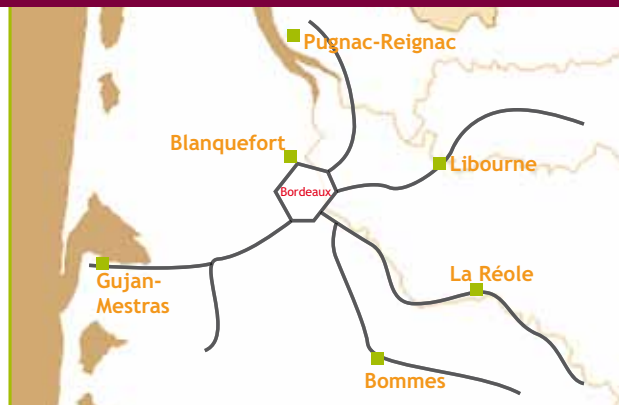 Pugnac-Reignac
Blanquefort
Libourne
Bordeaux
La Réole
Gujan-
Mestras
Bommes